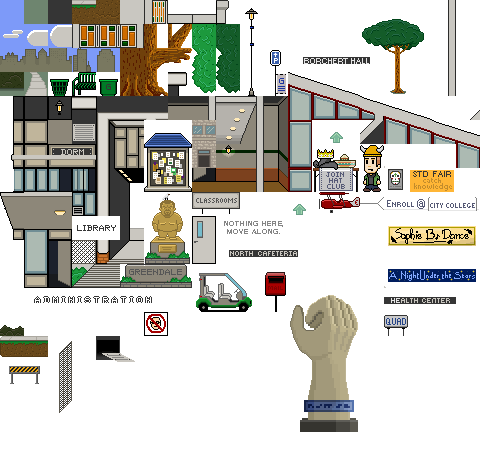 BORCHERT HALL
DORM
JOIN
HAT
CLUB
STD FAIR
catch
knowledge
CLASSROOMS
ENROLL @ CITY COLLEGE
LIBRARY
NOTHING HERE,
MOVE ALONG.
Sophie B. Dance
NORTH CAFETERIA
GREENDALE
A Night Under the Stars
ADMINISTRATION
HEALTH CENTER
QUAD